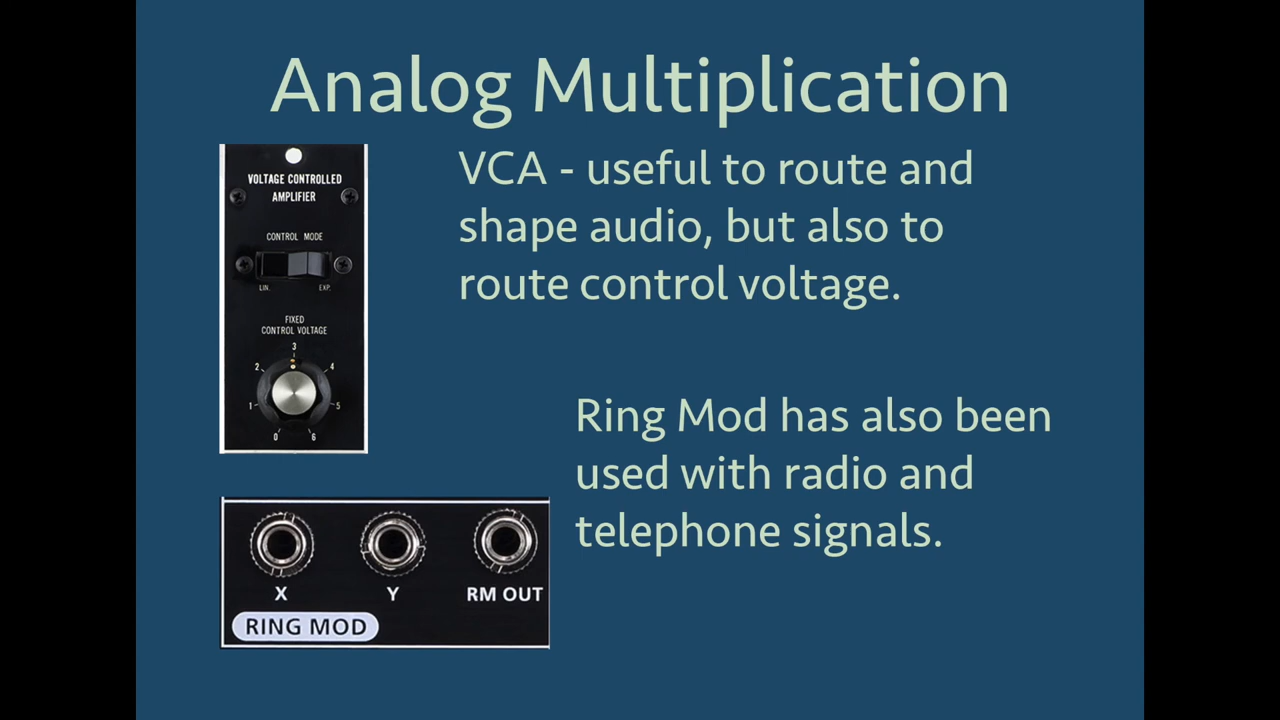 Analog Multiplication
VOLTAGE CONTROLLED
AMPLIFIER
CONTROL MODE
LIN. EXP.
FIXED
CONTROL VOLTAGE
3
2 4
1 5
0 6
VCA - useful to route and
shape audio, but also to
route control voltage.
Ring Mod has also been
used with radio and
telephone signals.
X Y RM OUT
RING MOD